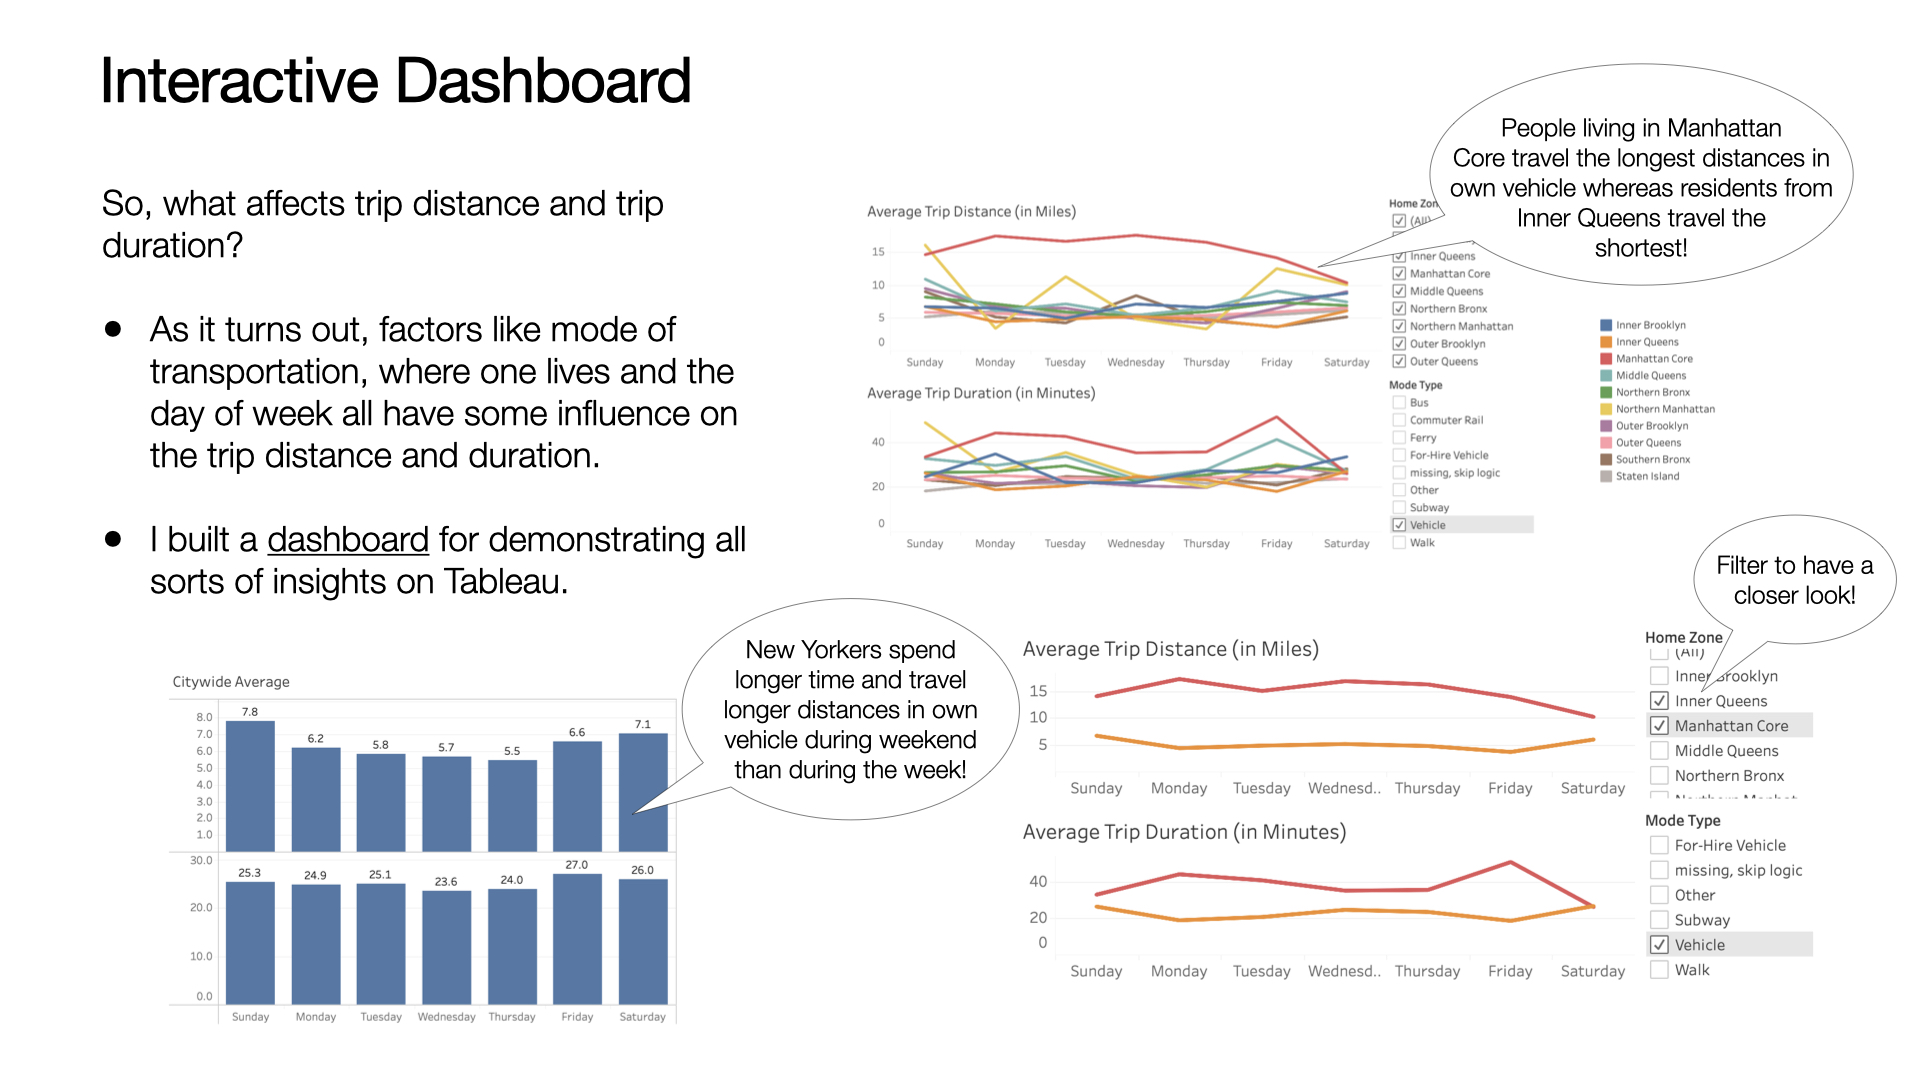 Interactive Dashboard
So, what affects trip distance and trip
duration?
● As it turns out, factors like mode of
transportation, where one lives and the
day of week all have some influence on
the trip distance and duration.
● I built a dashboard for demonstrating all
sorts of insights on Tableau.
People living in Manhattan
Core travel the longest distances in
own vehicle whereas residents from
Inner Queens travel the
shortest!
Average Trip Distance (in Miles)
15
10
5
0
Sunday Monday Tuesday Wednesday Thursday Friday Saturday
Average Trip Duration (in Minutes)
40
20
0
Sunday Monday Tuesday Wednesday Thursday Friday Saturday
Home Zon
(All)
Inner Queens
Manhattan Core
Middle Queens
Northern Bronx
Northern Manhattan
Outer Brooklyn
Outer Queens
Mode Type
Bus
Commuter Rail
Ferry
For-Hire Vehicle
missing, skip logic
Other
Subway
Vehicle
Walk
Inner Brooklyn
Inner Queens
Manhattan Core
Middle Queens
Northern Bronx
Northern Manhattan
Outer Brooklyn
Outer Queens
Southern Bronx
Staten Island
Filter to have a
closer look!
New Yorkers spend
longer time and travel
longer distances in own
vehicle during weekend
than during the week!
Citywide Average
8.0
7.0
6.0
5.0
4.0
3.0
2.0
1.0
7.8 6.2 5.8 5.7 5.5 6.6 7.1
30.0
20.0
10.0
0.0
25.3 24.9 25.1 23.6 24.0 27.0 26.0
Sunday Monday Tuesday Wednesday Thursday Friday Saturday
Average Trip Distance (in Miles)
15
10
5
Sunday Monday Tuesday Wednesd.. Thursday Friday Saturday
Average Trip Duration (in Minutes)
40
20
0
Sunday Monday Tuesday Wednesd.. Thursday Friday Saturday
Home Zone
(All)
Inner Brooklyn
Inner Queens
Manhattan Core
Middle Queens
Northern Bronx
Mode Type
For-Hire Vehicle
missing, skip logic
Other
Subway
Vehicle
Walk